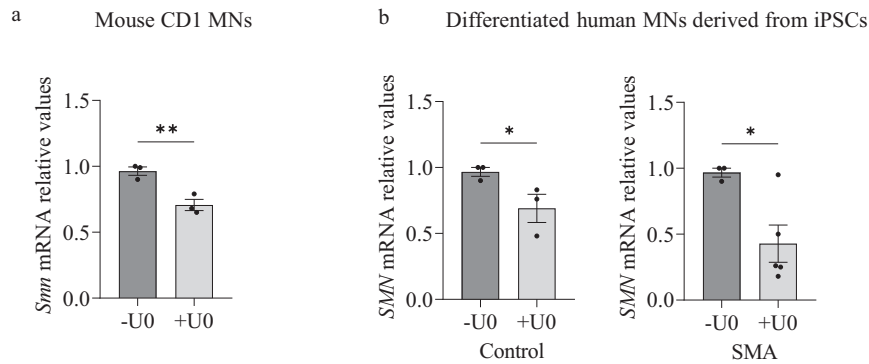 a
Mouse CD1 MNs
Smn mRNA relative values
1.5
1.0
0.5
0.0
**
-U0
+U0
b
Differentiated human MNs derived from iPSCs
SMN mRNA relative values
1.5
1.0
0.5
0.0
*
-U0
+U0
Control
SMN mRNA relative values
1.5
1.0
0.5
0.0
*
-U0
+U0
SMA